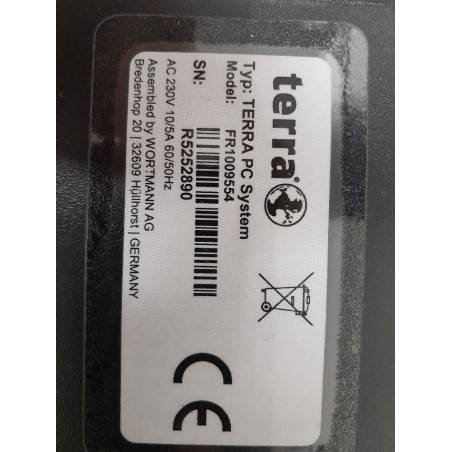 terra
Typ: TERRA PC System
Model: FR1009554
SN: R5252890
AC 230V 10/5A 60/50Hz
Assembled by WORTMANN AG
Bredenhop 20 | 32609 Hüllhorst | GERMANY
CE